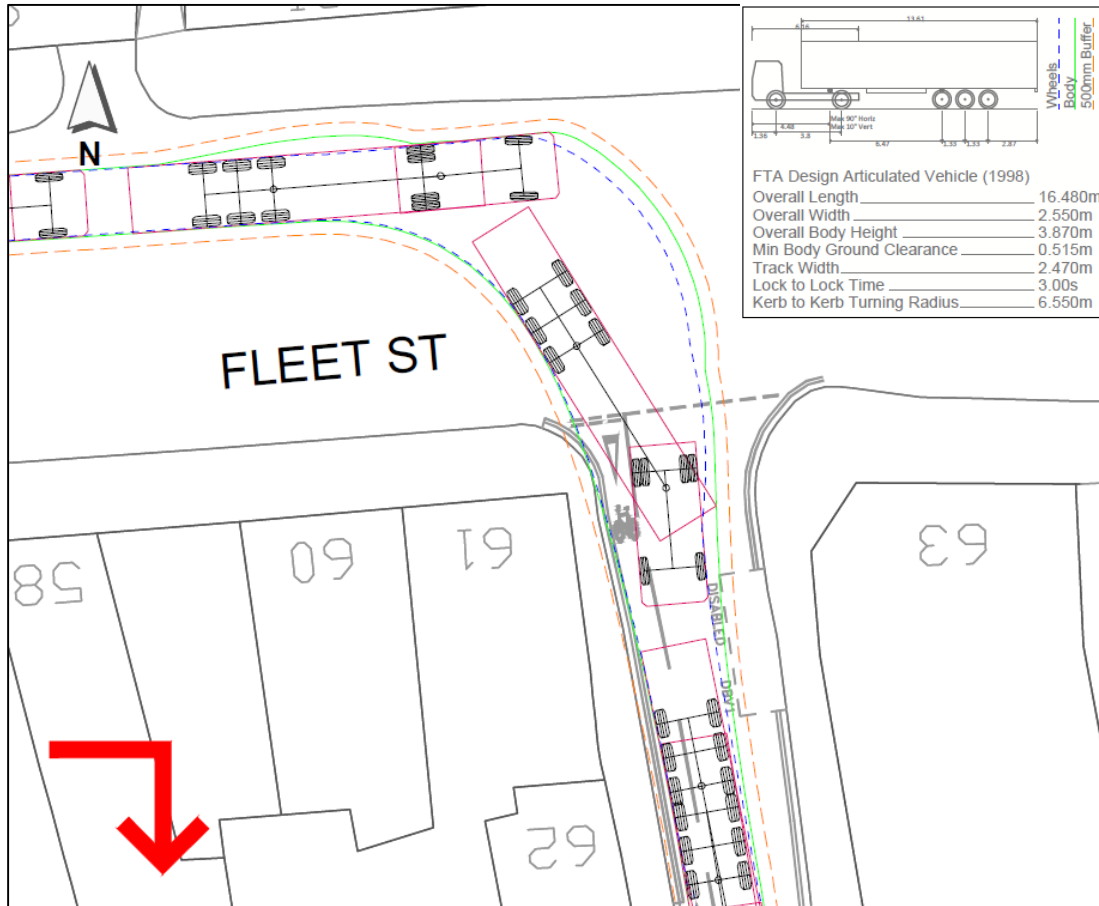 6.16
13.61
4.48
1.36
3.8
Max 90° Horiz
Max 10° Vert
6.47
1.33
1.33
2.87
Wheels
Body
500mm Buffer
FTA Design Articulated Vehicle (1998)
Overall Length 16.480m
Overall Width 2.550m
Overall Body Height 3.870m
Min Body Ground Clearance 0.515m
Track Width 2.470m
Lock to Lock Time 3.00s
Kerb to Kerb Turning Radius 6.550m
N
FLEET ST
58
60
61
63
DISABLED
62